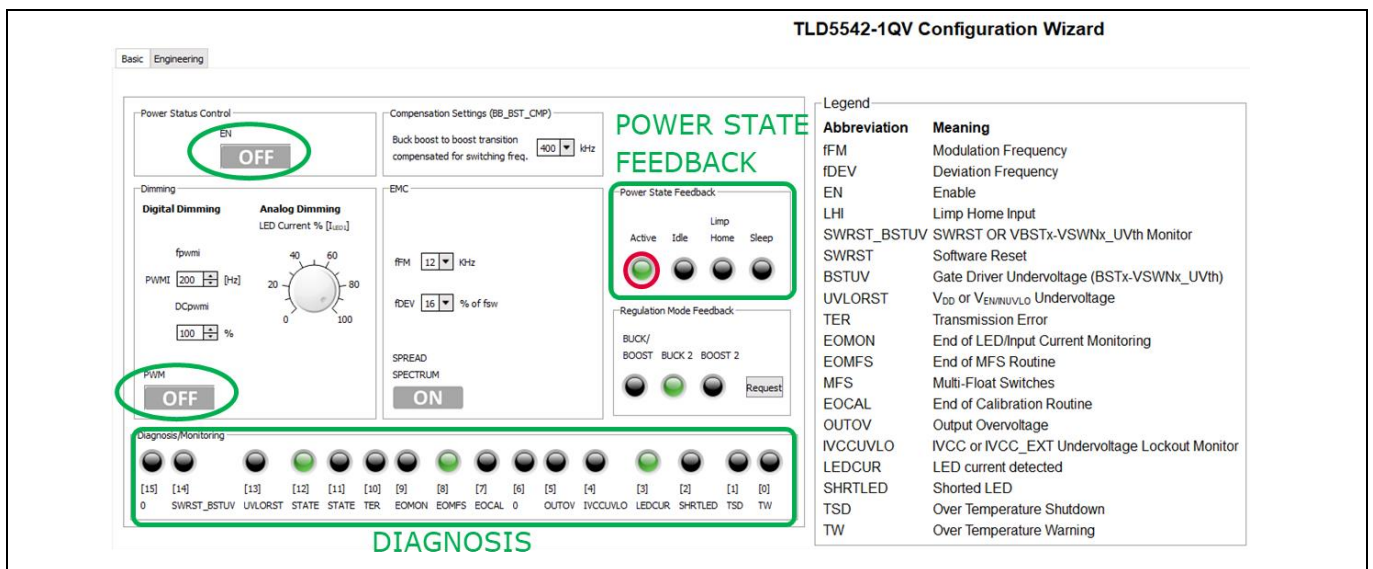 TLD5542-1QV Configuration Wizard
Basic Engineering
Power Status Control
EN
OFF
Compensation Settings (BB_BST_CMP)
Buck boost to boost transition
compensated for switching freq.
400 kHz
POWER STATE
FEEDBACK
Dimming
Digital Dimming
Analog Dimming
LED Current % [ILED1]
fpwmi
PWMI 200 [Hz]
DCpwmi
100 %
0 20 40 60 80 100
PWM
OFF
EMC
fFM 12 KHz
fDEV 16 % of fsw
SPREAD
SPECTRUM
ON
Power State Feedback
Limp
Active Idle Home Sleep
Regulation Mode Feedback
BUCK/
BOOST BUCK 2 BOOST 2
Request
Diagnosis/Monitoring
[15] [14] [13] [12] [11] [10] [9] [8] [7] [6] [5] [4] [3] [2] [1] [0]
0 SWRST_BSTUV UVLORST STATE STATE TER EOMON EOMFS EOCAL 0 OUTOV IVCCUVLO LEDCUR SHRTLED TSD TW
DIAGNOSIS
Legend
Abbreviation Meaning
fFM Modulation Frequency
fDEV Deviation Frequency
EN Enable
LHI Limp Home Input
SWRST_BSTUV SWRST OR VBSTx-VSWNx_UVth Monitor
SWRST Software Reset
BSTUV Gate Driver Undervoltage (BSTx-VSWNx_UVth)
UVLORST VDD or VEN/INUVLO Undervoltage
TER Transmission Error
EOMON End of LED/Input Current Monitoring
EOMFS End of MFS Routine
MFS Multi-Float Switches
EOCAL End of Calibration Routine
OUTOV Output Overvoltage
IVCCUVLO IVCC or IVCC_EXT Undervoltage Lockout Monitor
LEDCUR LED current detected
SHRTLED Shorted LED
TSD Over Temperature Shutdown
TW Over Temperature Warning